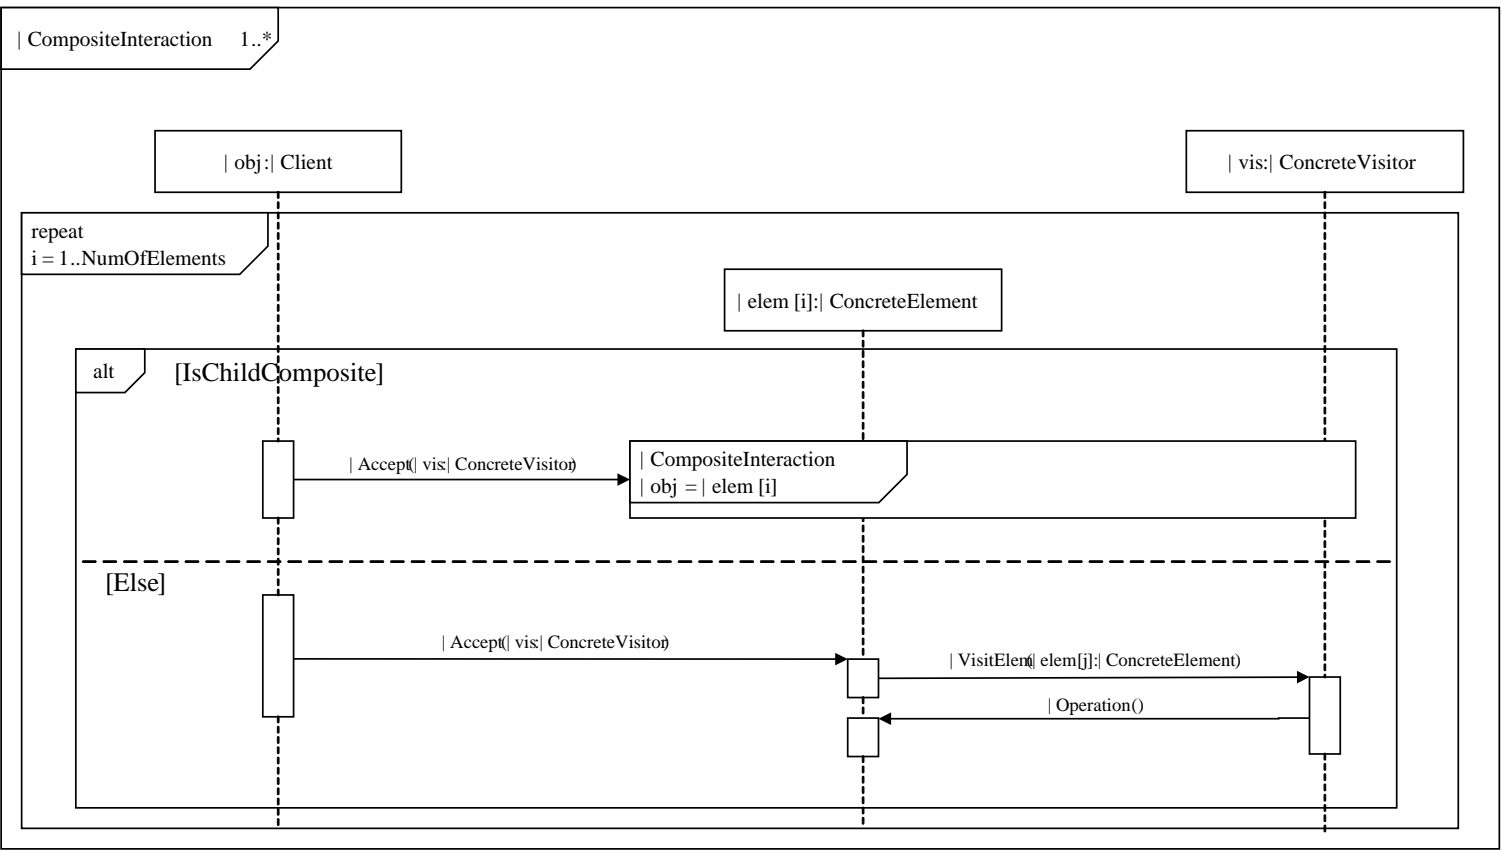 | CompositeInteraction 1..*
| obj:| Client
| vis:| ConcreteVisitor
repeat
i = 1..NumOfElements
| elem [i]:| ConcreteElement
alt
[IsChildComposite]
| Accept(| vis:| ConcreteVisitor)
| CompositeInteraction
| obj = | elem [i]
[Else]
| Accept(| vis:| ConcreteVisitor)
| VisitElem(| elem[j]:| ConcreteElement)
| Operation()